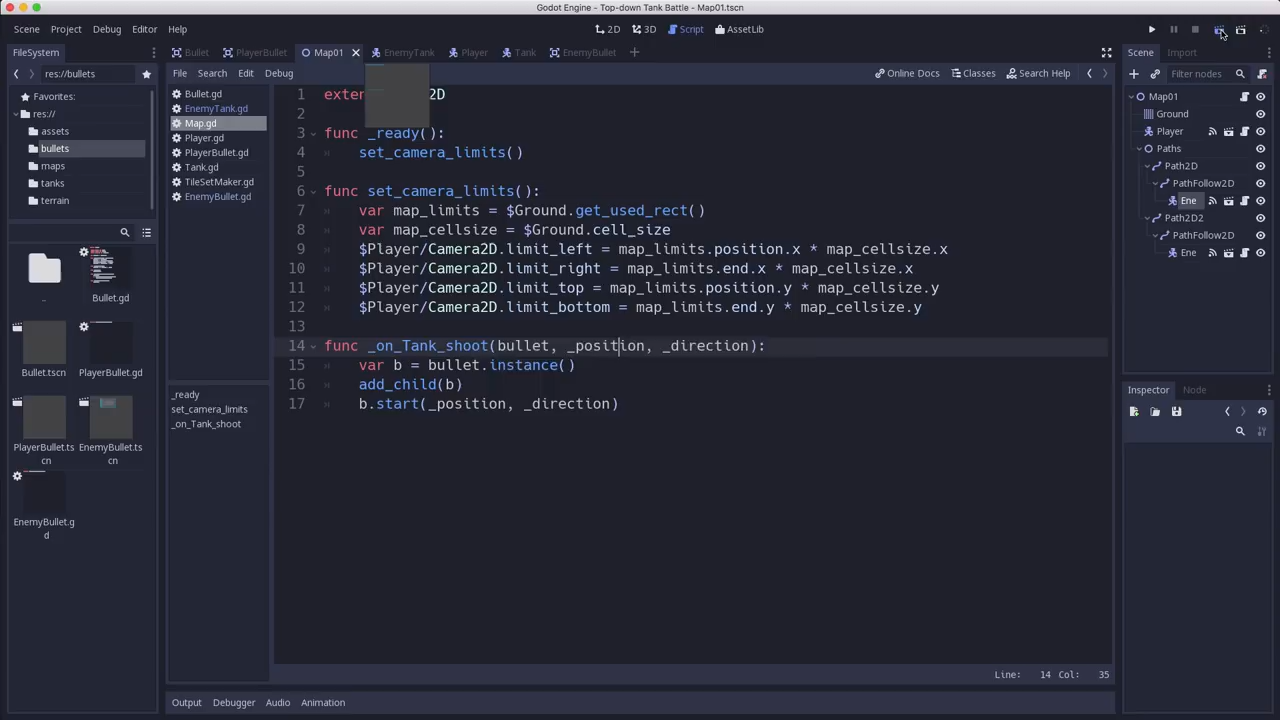 Godot Engine - Top-down Tank Battle - Map01.tscn
Scene Project Debug Editor Help
2D 3D Script AssetLib
FileSystem
Bullet PlayerBullet Map01 EnemyTank Player Tank EnemyBullet
Scene Import
res://bullets
File Search Edit Debug
Online Docs Classes Search Help
Filter nodes
Favorites:
res://
assets
bullets
maps
tanks
terrain
..
Bullet.gd
Bullet.tscn
PlayerBullet.gd
PlayerBullet.ts
cn
EnemyBullet.ts
cn
EnemyBullet.g
d
Bullet.gd
EnemyTank.gd
Map.gd
Player.gd
PlayerBullet.gd
Tank.gd
TileSetMaker.gd
EnemyBullet.gd
_ready
set_camera_limits
_on_Tank_shoot
1 exten 2D
2
3 func _ready():
4 set_camera_limits()
5
6 func set_camera_limits():
7 var map_limits = $Ground.get_used_rect()
8 var map_cellsize = $Ground.cell_size
9 $Player/Camera2D.limit_left = map_limits.position.x * map_cellsize.x
10 $Player/Camera2D.limit_right = map_limits.end.x * map_cellsize.x
11 $Player/Camera2D.limit_top = map_limits.position.y * map_cellsize.y
12 $Player/Camera2D.limit_bottom = map_limits.end.y * map_cellsize.y
13
14 func _on_Tank_shoot(bullet, _position, _direction):
15 var b = bullet.instance()
16 add_child(b)
17 b.start(_position, _direction)
Line: 14 Col: 35
Map01
Ground
Player
Paths
Path2D
PathFollow2D
Ene
Path2D2
PathFollow2D
Ene
Inspector Node
Output Debugger Audio Animation